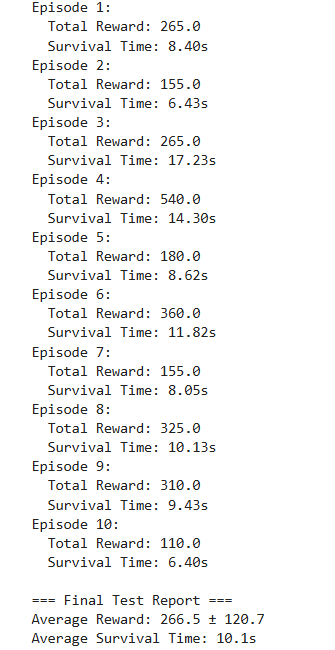 Episode 1:
  Total Reward: 265.0
  Survival Time: 8.40s
Episode 2:
  Total Reward: 155.0
  Survival Time: 6.43s
Episode 3:
  Total Reward: 265.0
  Survival Time: 17.23s
Episode 4:
  Total Reward: 540.0
  Survival Time: 14.30s
Episode 5:
  Total Reward: 180.0
  Survival Time: 8.62s
Episode 6:
  Total Reward: 360.0
  Survival Time: 11.82s
Episode 7:
  Total Reward: 155.0
  Survival Time: 8.05s
Episode 8:
  Total Reward: 325.0
  Survival Time: 10.13s
Episode 9:
  Total Reward: 310.0
  Survival Time: 9.43s
Episode 10:
  Total Reward: 110.0
  Survival Time: 6.40s

=== Final Test Report ===
Average Reward: 266.5 ± 120.7
Average Survival Time: 10.1s